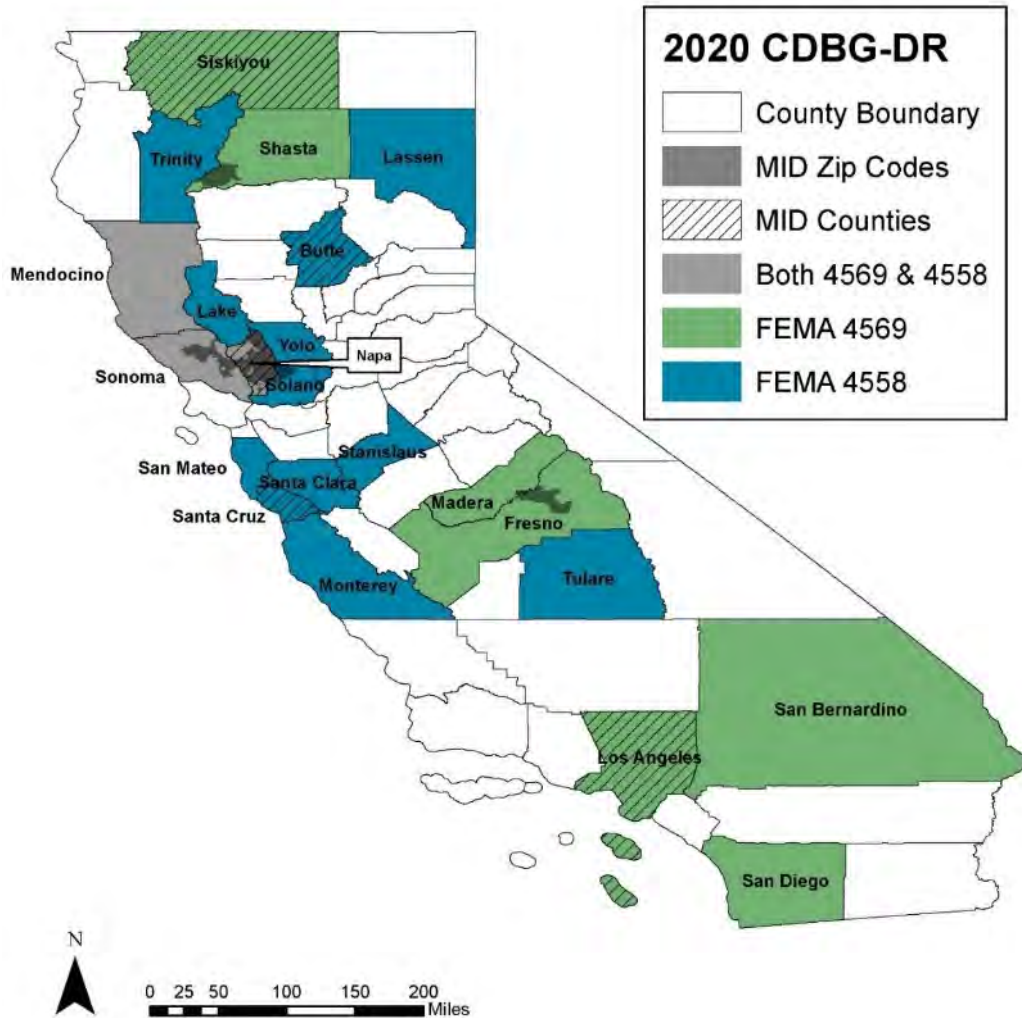 2020 CDBG-DR
County Boundary
MID Zip Codes
MID Counties
Both 4569 & 4558
FEMA 4569
FEMA 4558
Siskiyou
Trinity
Shasta
Lassen
Butte
Mendocino
Lake
Yolo
Napa
Sonoma
Solano
Stanislaus
San Mateo
Santa Clara
Madera
Santa Cruz
Fresno
Monterey
Tulare
San Bernardino
Los Angeles
San Diego
N
0 25 50 100 150 200
Miles